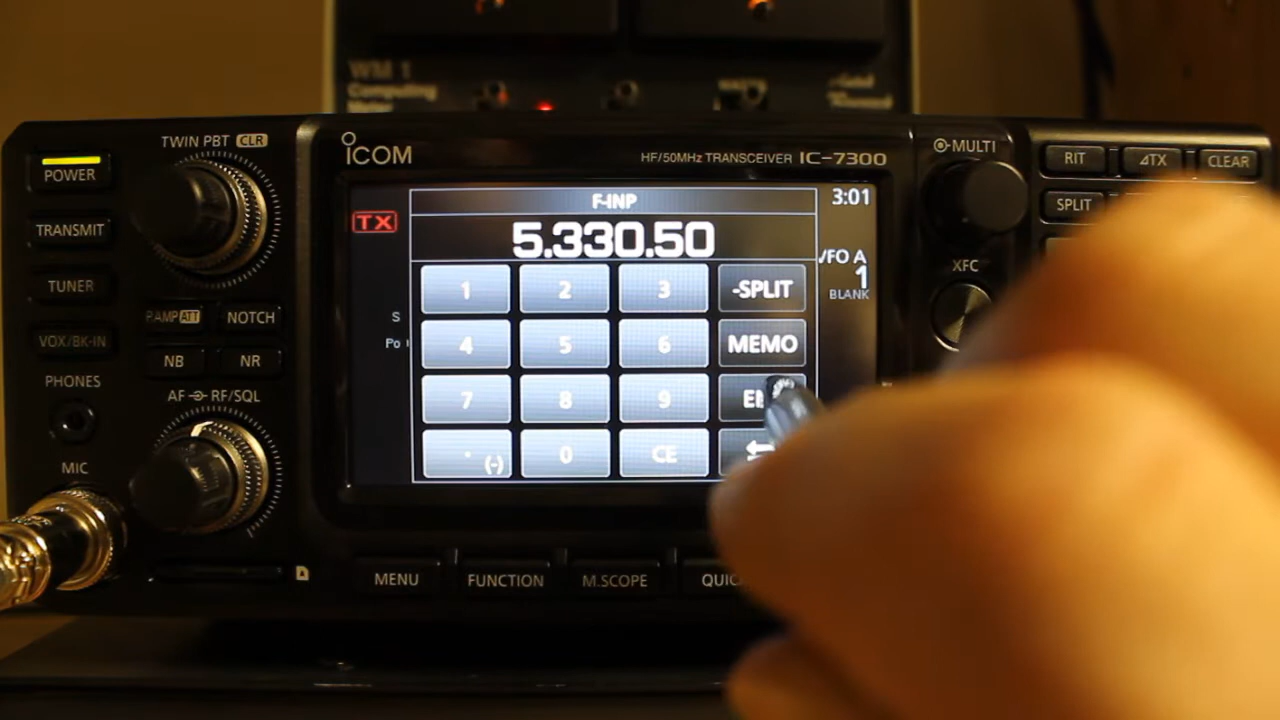 WM 1
Computing
Meter
TWIN PBT CLR
POWER
TRANSMIT
TUNER
P.AMP ATT
NOTCH
VOX/BK-IN
NB
NR
PHONES
AF RF/SQL
MIC
ICOM
HF/50MHz TRANSCEIVER IC-7300
TX
F-INP
3:01
5.330.50
VFO A
1
BLANK
S
Po
1 2 3 -SPLIT
4 5 6 MEMO
7 8 9
. (-) 0 CE
MENU
FUNCTION
M.SCOPE
MULTI
RIT
ΔTX
CLEAR
SPLIT
XFC